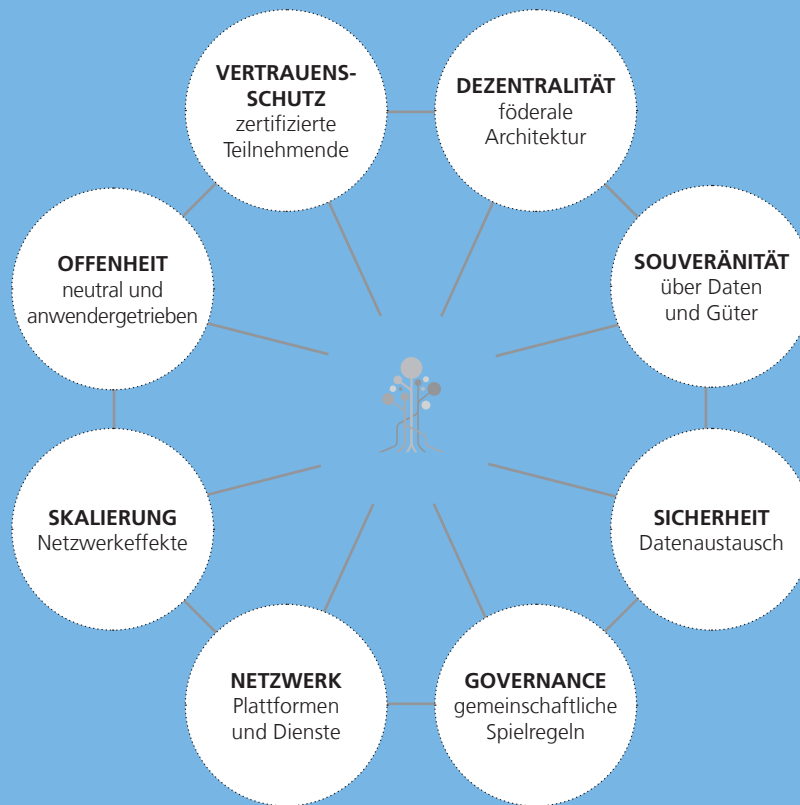 VERTRAUENS-
SCHUTZ
zertifizierte
Teilnehmende
DEZENTRALITÄT
föderale
Architektur
OFFENHEIT
neutral und
anwendergetrieben
SOUVERÄNITÄT
über Daten
und Güter
SKALIERUNG
Netzwerkeffekte
SICHERHEIT
Datenaustausch
NETZWERK
Plattformen
und Dienste
GOVERNANCE
gemeinschaftliche
Spielregeln